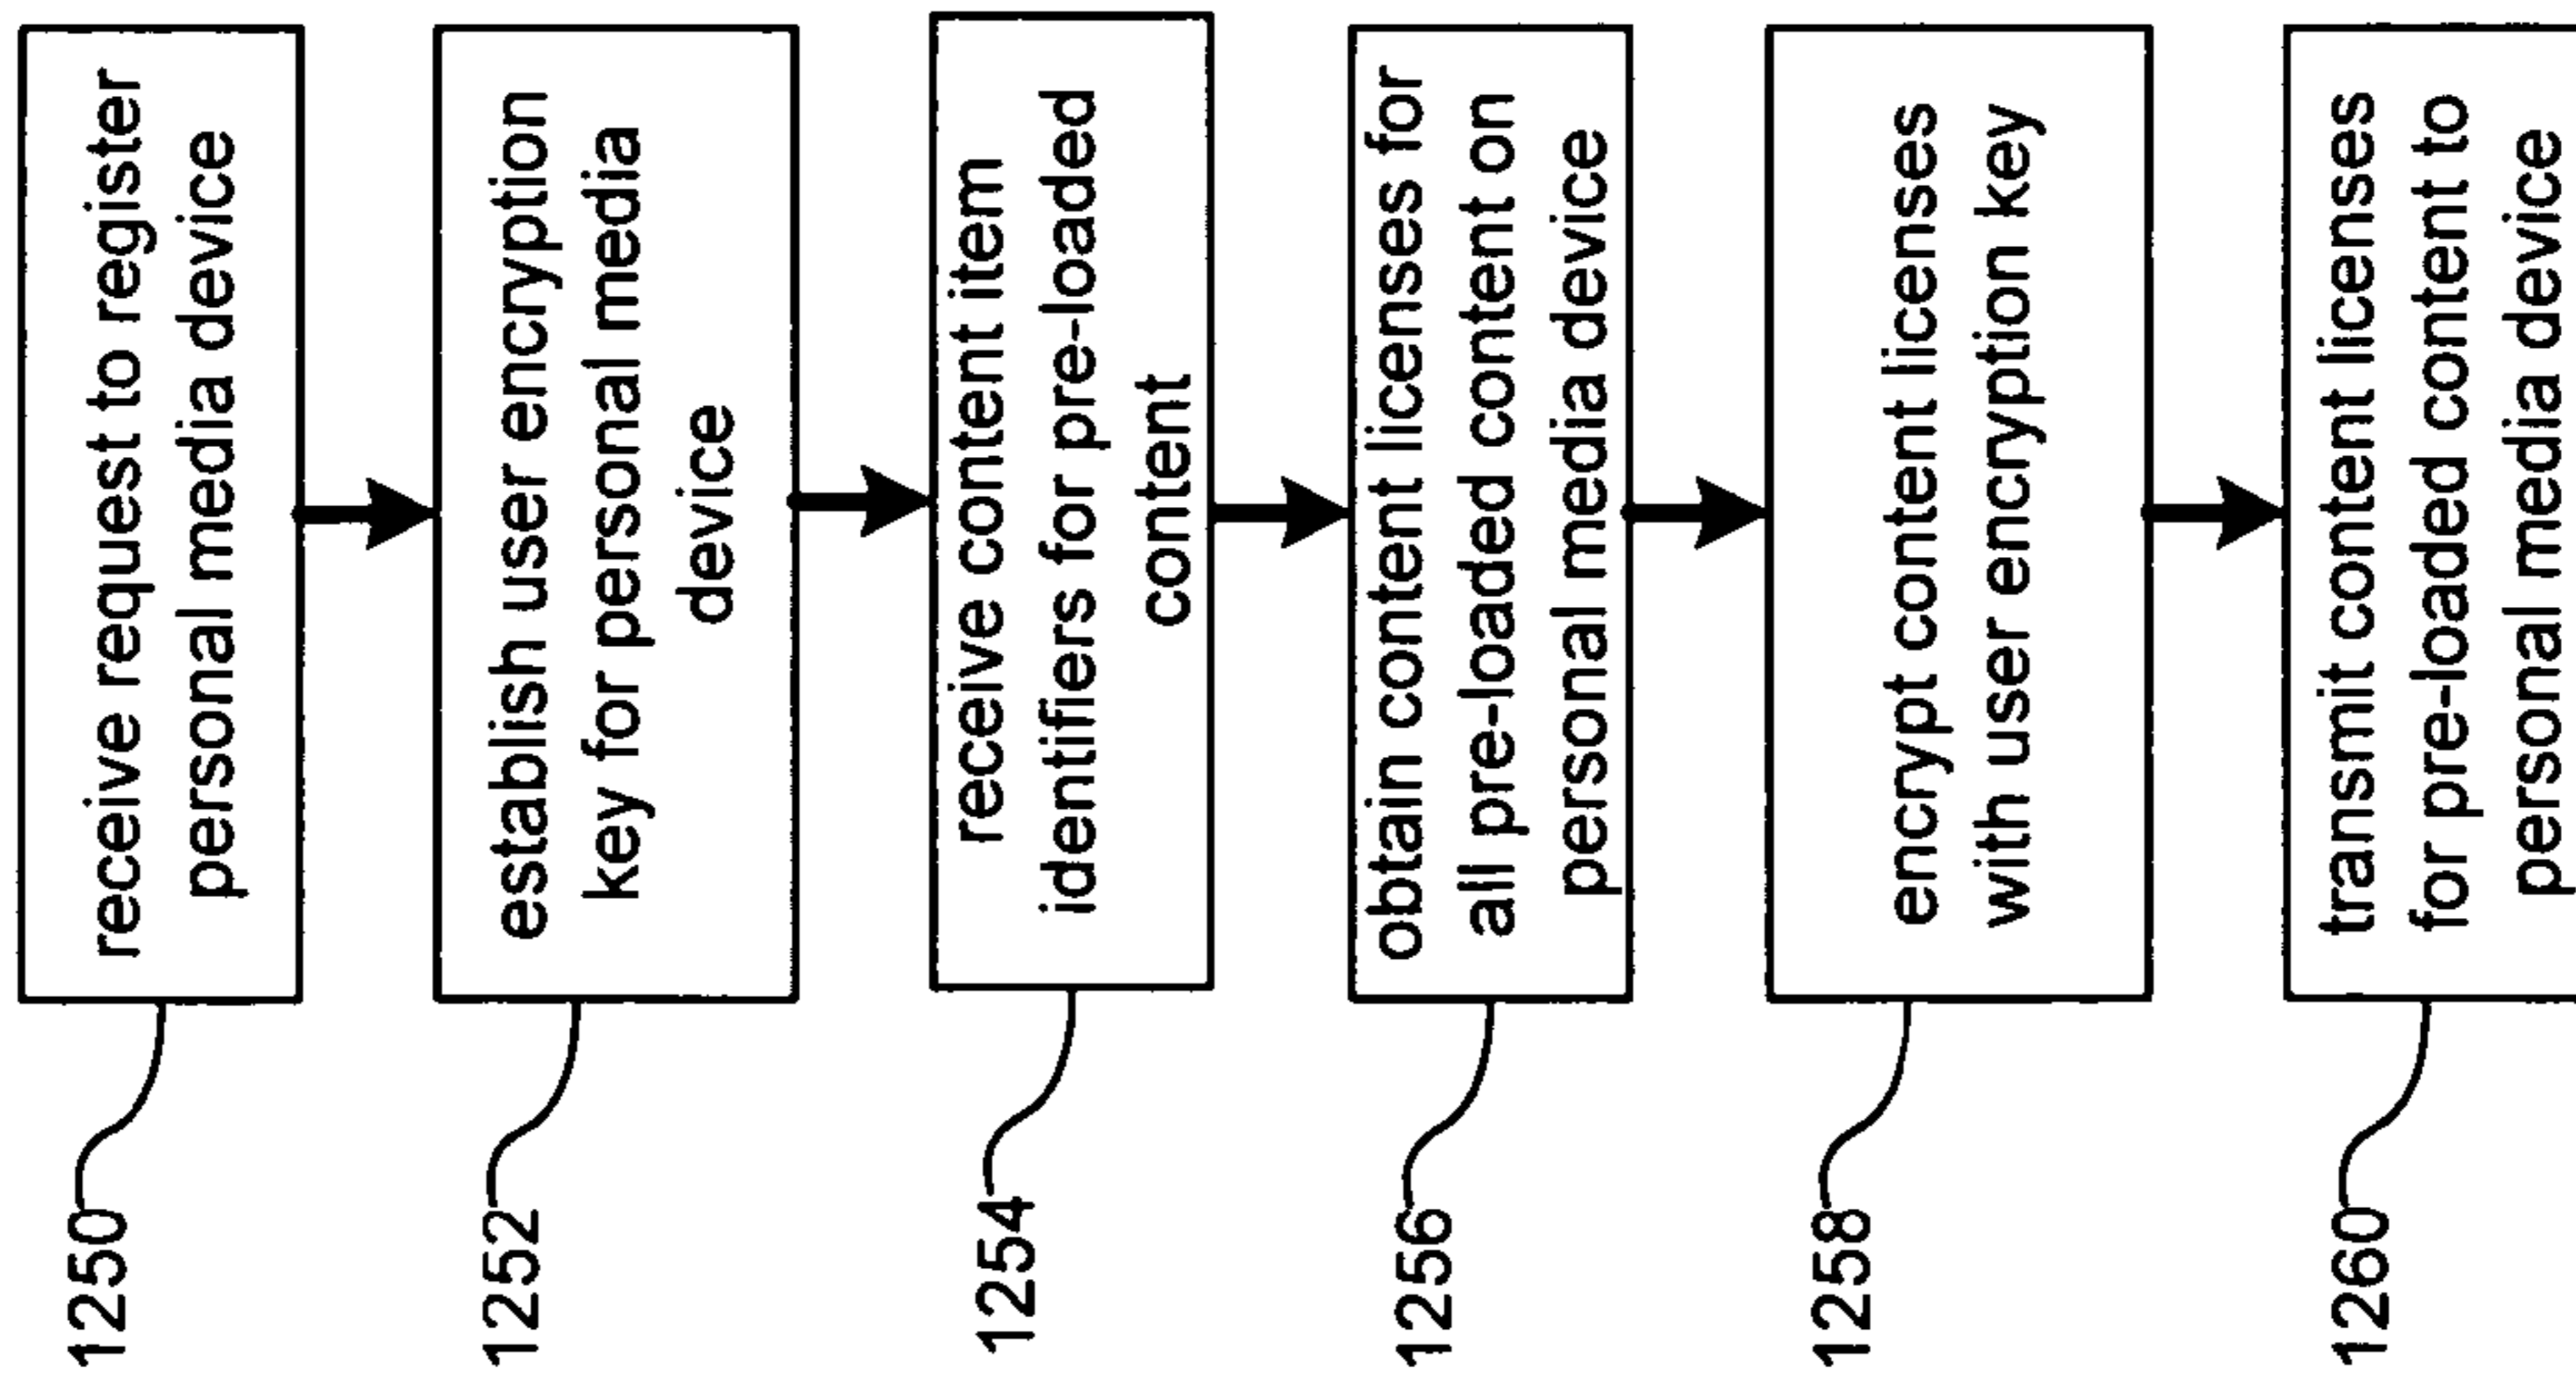 1250
receive request to register
personal media device
1252
establish user encryption
key for personal media
device
1254
receive content item
identifiers for pre-loaded
content
1256
obtain content licenses for
all pre-loaded content on
personal media device
1258
encrypt content licenses
with user encryption key
1260
transmit content licenses
for pre-loaded content to
personal media device